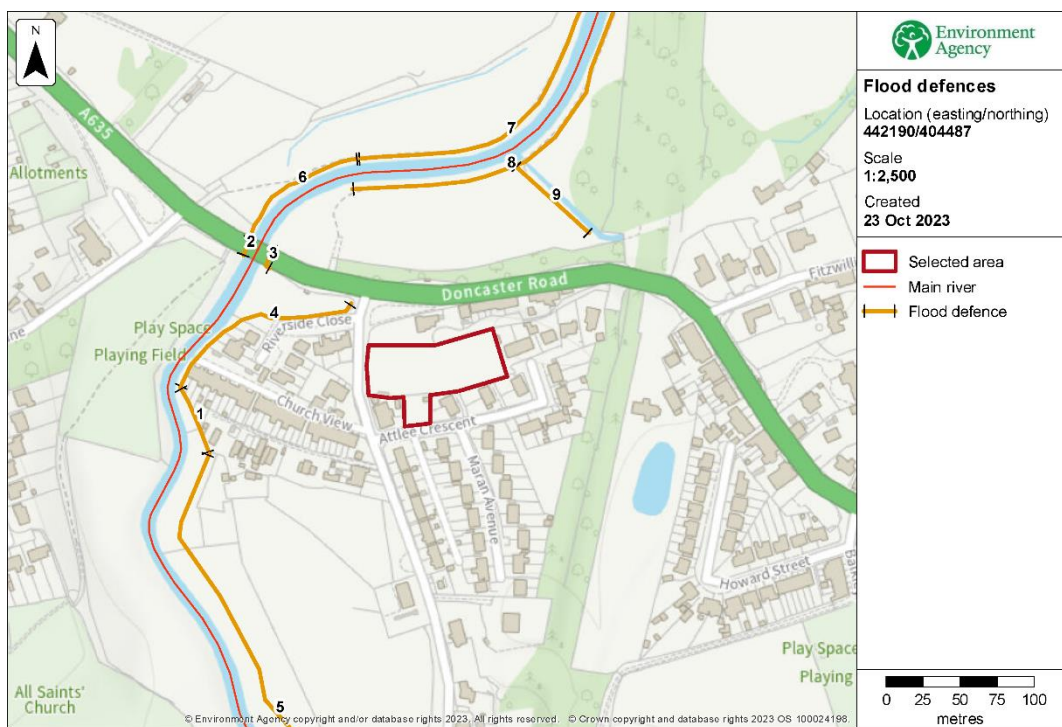 N
A635
Allotments
7
6
8
9
2
3
Doncaster Road
Fitzwill
ne
4
Play Space
Playing Field
Riverside Close
1
Church View
Attlee Crescent
Maran Avenue
Howard Street
Play Space
Playing
All Saints'
Church
5
© Environment Agency copyright and/or database rights 2023. All rights reserved. © Crown copyright and database rights 2023 OS 100024198.
Environment
Agency
Flood defences
Location (easting/northing)
442190/404487
Scale
1:2,500
Created
23 Oct 2023
Selected area
Main river
Flood defence
0 25 50 75 100
metres